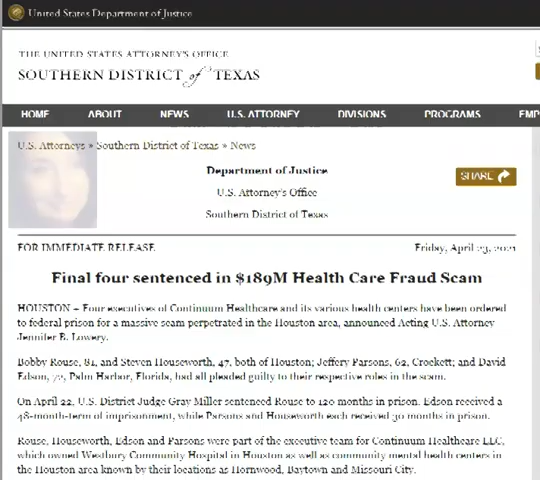 United States Department of Justice
THE UNITED STATES ATTORNEY'S OFFICE
SOUTHERN DISTRICT of TEXAS
HOME ABOUT NEWS U.S. ATTORNEY DIVISIONS PROGRAMS EMP
U.S. Attorneys » Southern District of Texas » News
Department of Justice
SHARE
U.S. Attorney's Office
Southern District of Texas
FOR IMMEDIATE RELEASE Friday, April 23, 2021
Final four sentenced in $189M Health Care Fraud Scam
HOUSTON – Four executives of Continuum Healthcare and its various health centers have been ordered
to federal prison for a massive scam perpetrated in the Houston area, announced Acting U.S. Attorney
Jennifer B. Lowery.
Bobby Rouse, 81, and Steven Houseworth, 47, both of Houston; Jeffery Parsons, 62, Crockett; and David
Edson, 72, Palm Harbor, Florida, had all pleaded guilty to their respective roles in the scam.
On April 22, U.S. District Judge Gray Miller sentenced Rouse to 120 months in prison. Edson received a
48-month-term of imprisonment, while Parsons and Houseworth each received 30 months in prison.
Rouse, Houseworth, Edson and Parsons were part of the executive team for Continuum Healthcare LLC,
which owned Westbury Community Hospital in Houston as well as community mental health centers in
the Houston area known by their locations as Hornwood, Baytown and Missouri City.